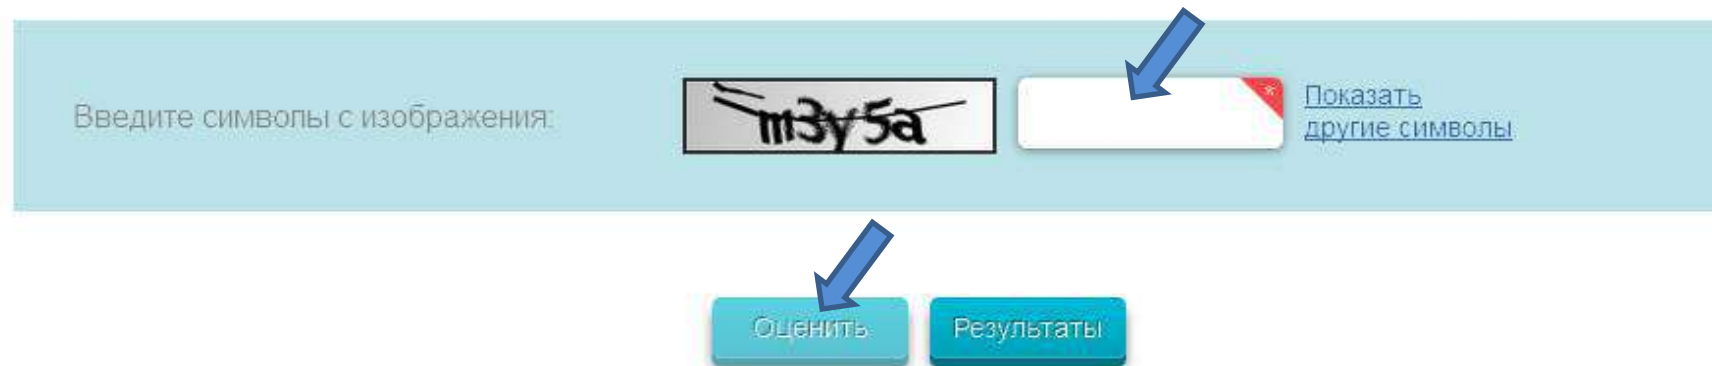 Введите символы с изображения:
m3y5a
*
Показать
другие символы
Оценить
Результаты